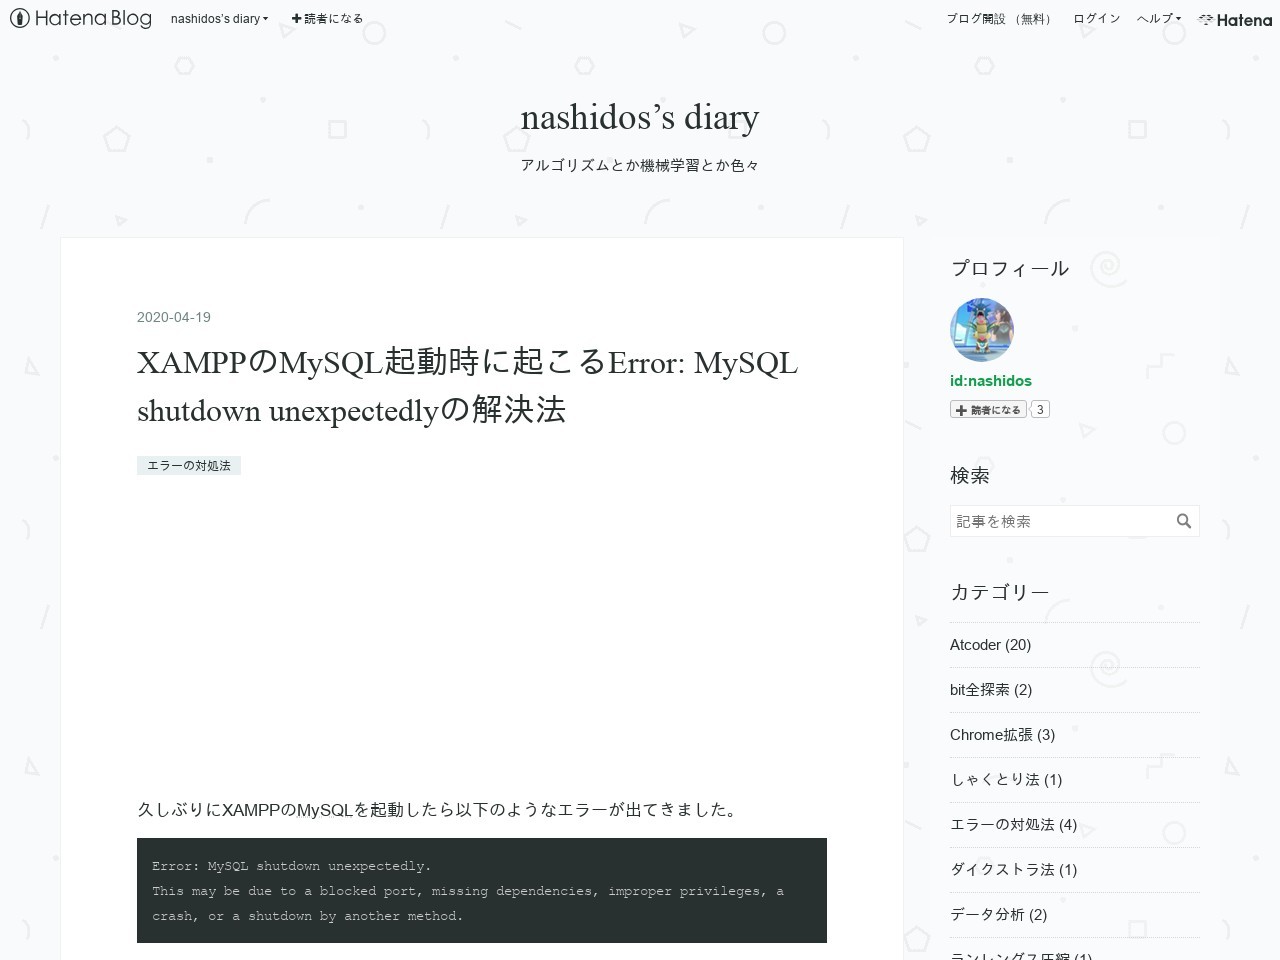 Hatena Blog
nashidos's diary
読者になる
ブログ開設 （無料）
ログイン
ヘルプ
Hatena
nashidos’s diary
アルゴリズムとか機械学習とか色々
2020-04-19
XAMPPのMySQL起動時に起こるError: MySQL
shutdown unexpectedlyの解決法
エラーの対処法
久しぶりにXAMPPのMySQLを起動したら以下のようなエラーが出てきました。
Error: MySQL shutdown unexpectedly.
This may be due to a blocked port, missing dependencies, improper privileges, a
crash, or a shutdown by another method.
プロフィール
id:nashidos
読者になる 3
検索
記事を検索
カテゴリー
Atcoder (20)
bit全探索 (2)
Chrome拡張 (3)
しゃくとり法 (1)
エラーの対処法 (4)
ダイクストラ法 (1)
データ分析 (2)
ランレングス圧縮 (1)